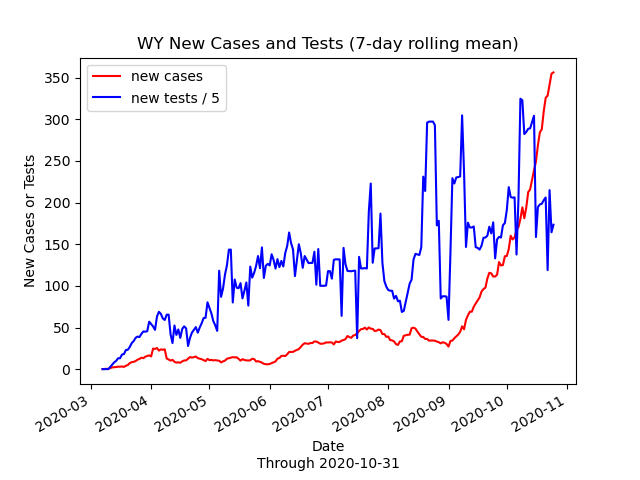 WY New Cases and Tests (7-day rolling mean)
new cases
new tests / 5
New Cases or Tests
350
300
250
200
150
100
50
0
2020-03
2020-04
2020-05
2020-06
2020-07
2020-08
2020-09
2020-10
2020-11
Date
Through 2020-10-31